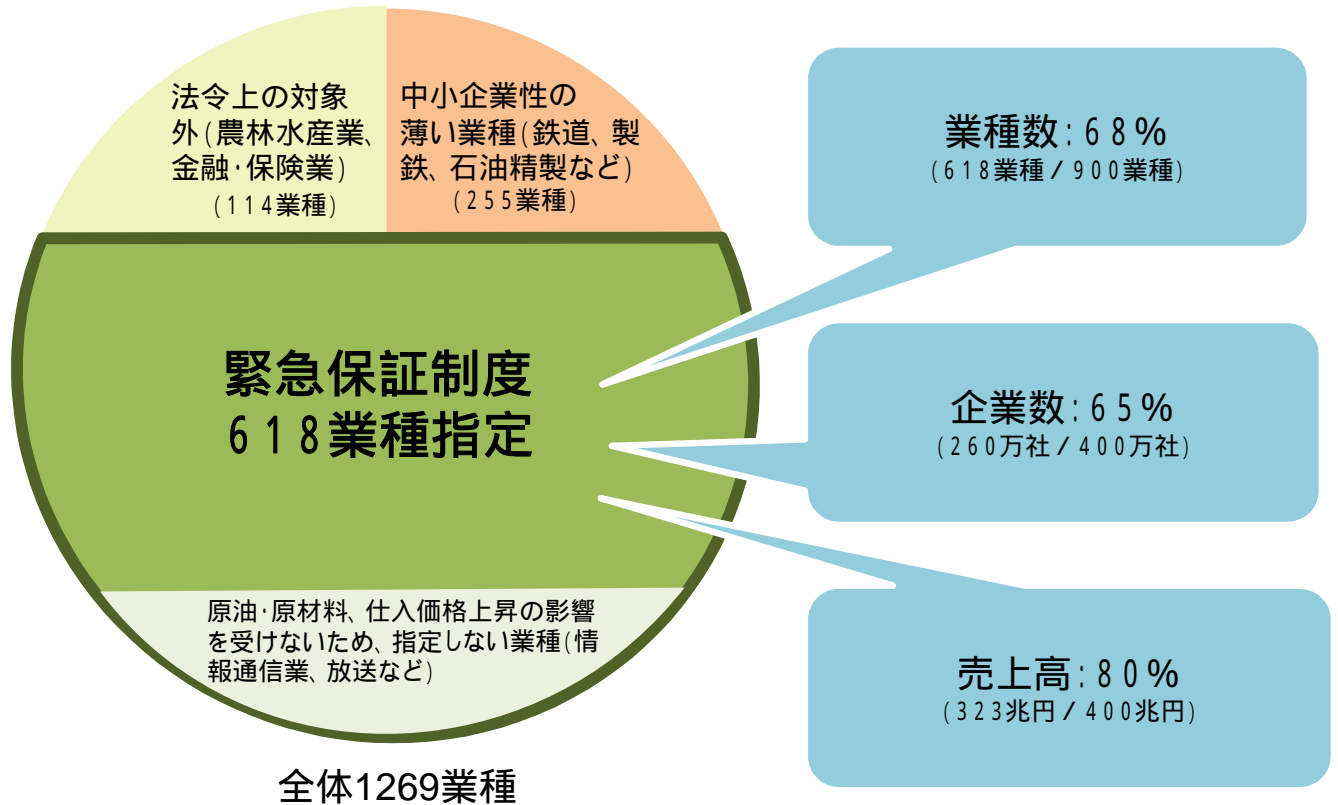 法令上の対象
外(農林水産業、
金融・保険業)
(114業種)
中小企業性の
薄い業種(鉄道、製
鉄、石油精製など)
(255業種)
業種数:68%
(618業種/900業種)
緊急保証制度
618業種指定
企業数:65%
(260万社/400万社)
原油・原材料、仕入価格上昇の影響
を受けないため、指定しない業種(情
報通信業、放送など)
売上高:80%
(323兆円/400兆円)
全体1269業種